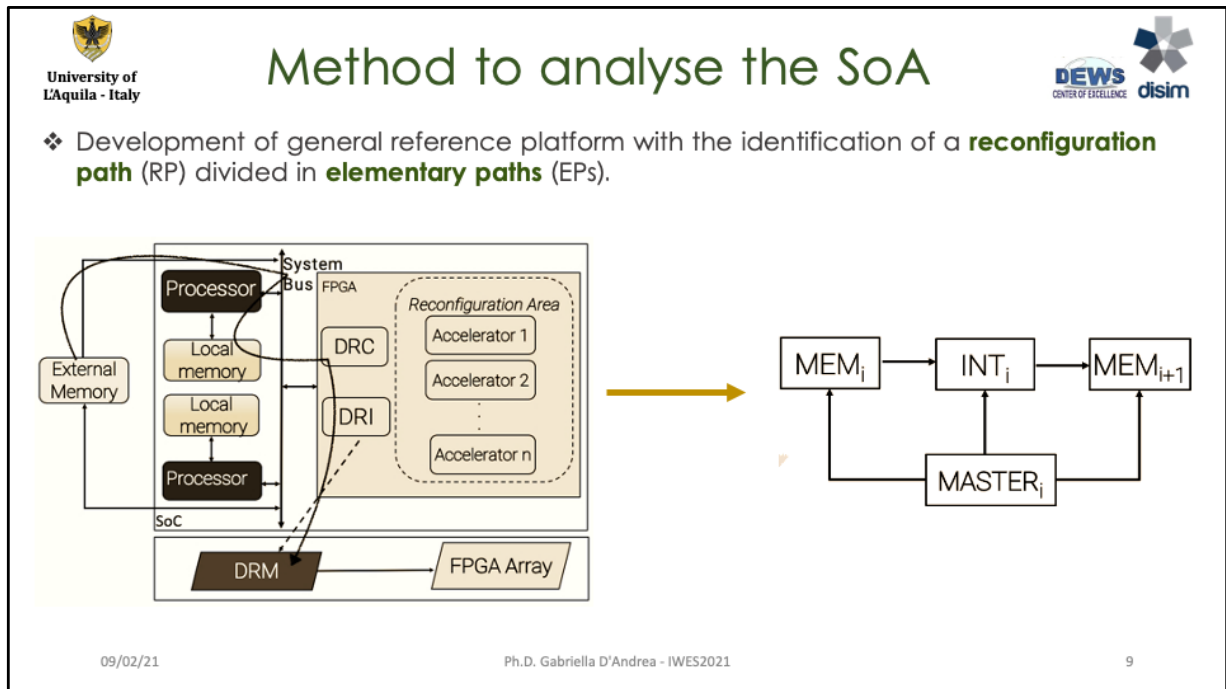 University of
L'Aquila - Italy
Method to analyse the SoA
DEWS
CENTER OF EXCELLENCE
disim
❖ Development of general reference platform with the identification of a reconfiguration
path (RP) divided in elementary paths (EPs).
System
Bus
FPGA
Processor
Reconfiguration Area
DRC
Accelerator 1
Local
memory
External
Memory
Accelerator 2
Local
memory
DRI
.
.
.
Accelerator n
Processor
SoC
DRM
FPGA Array
MEMi
INTi
MEMi+1
MASTERi
09/02/21
Ph.D. Gabriella D'Andrea - IWES2021
9